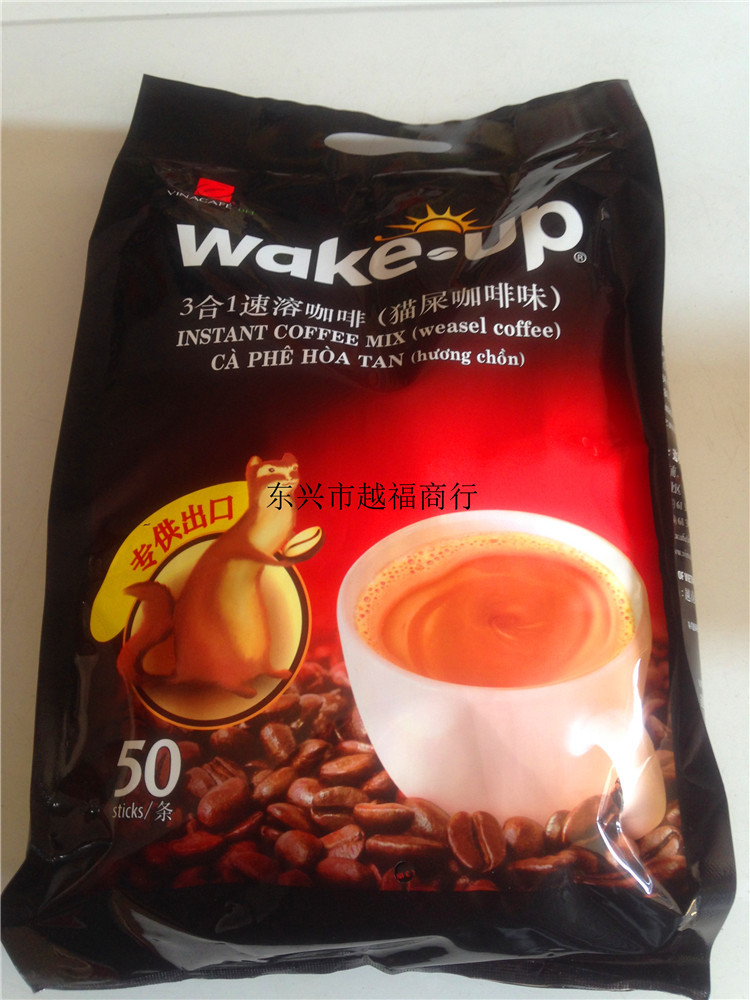 VINACAFÉ
wake-up®
3合1速溶咖啡（猫屎咖啡味）
INSTANT COFFEE MIX (weasel coffee)
CÀ PHÊ HÒA TAN (hương chồn)
东兴市越福商行
专供出口
50
sticks/条